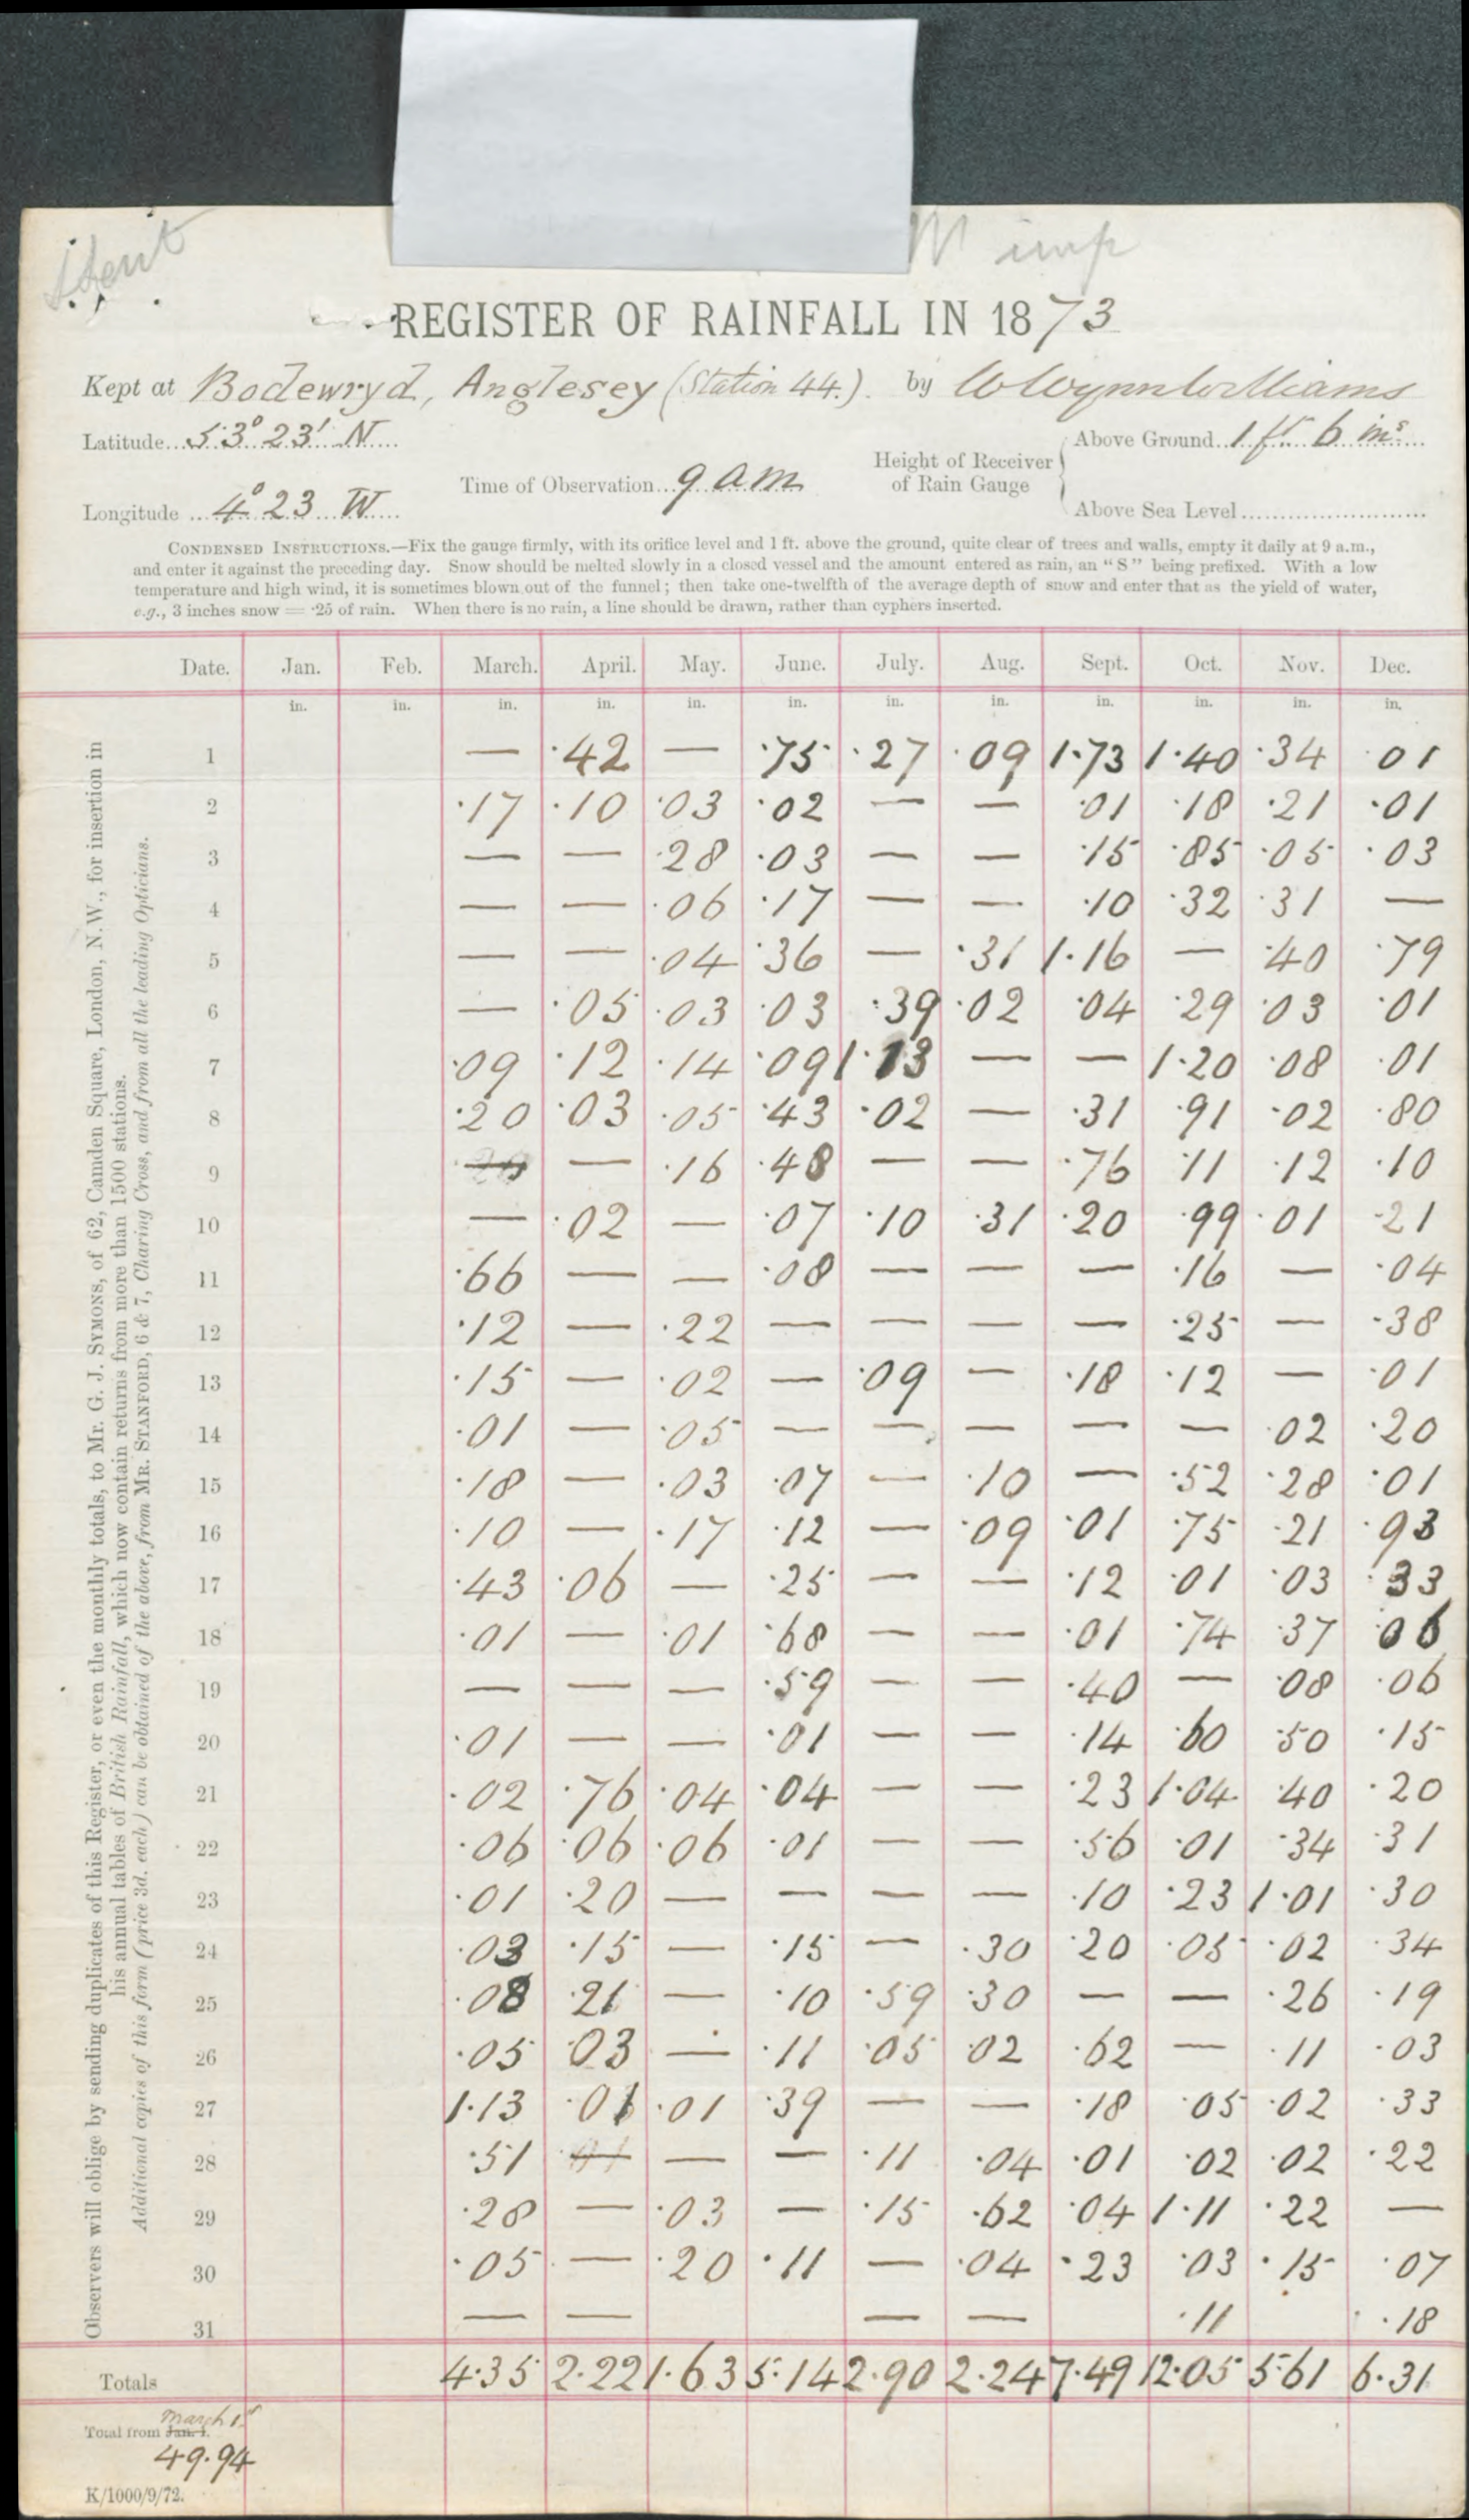 Sent
M imp
REGISTER OF RAINFALL IN 1873
Kept at Bodewryd, Anglesey (Station 44.). by W Wynn Williams
Latitude 53° 23' N
Above Ground 1 ft 6 ins
Time of Observation 9 am
Height of Receiver of Rain Gauge
Longitude 4° 23 W
Above Sea Level
CONDENSED INSTRUCTIONS.—Fix the gauge firmly, with its orifice level and 1 ft. above the ground, quite clear of trees and walls, empty it daily at 9 a.m.,
and enter it against the preceding day. Snow should be melted slowly in a closed vessel and the amount entered as rain, an "S" being prefixed. With a low
temperature and high wind, it is sometimes blown out of the funnel; then take one-twelfth of the average depth of snow and enter that as the yield of water,
e.g., 3 inches snow = ·25 of rain. When there is no rain, a line should be drawn, rather than cyphers inserted.
Date. Jan. Feb. March. April. May. June. July. Aug. Sept. Oct. Nov. Dec.
in. in. in. in. in. in. in. in. in. in. in. in.
1 — ·42 — ·75 ·27 ·09 1·73 1·40 ·34 ·01
2 ·17 ·10 ·03 ·02 — — ·01 ·18 ·21 ·01
3 — — ·28 ·03 — — ·15 ·85 ·05 ·03
4 — — ·06 ·17 — — ·10 ·32 ·31 —
5 — — ·04 ·36 — ·31 1·16 — ·40 ·79
6 — ·05 ·03 ·03 ·39 ·02 ·04 ·29 ·03 ·01
7 ·09 ·12 ·14 ·09 1·13 — — 1·20 ·08 ·01
8 ·20 ·03 ·05 ·43 ·02 — ·31 ·91 ·02 ·80
9 — — ·16 ·48 — — ·76 ·11 ·12 ·10
10 — ·02 — ·07 ·10 ·31 ·20 ·99 ·01 ·21
11 ·66 — — ·08 — — — ·16 — ·04
12 ·12 — ·22 — — — — ·25 — ·38
13 ·15 — ·02 — ·09 — ·18 ·12 — ·01
14 ·01 — ·05 — — — — — ·02 ·20
15 ·18 — ·03 ·07 — ·10 — ·52 ·28 ·01
16 ·10 — ·17 ·12 — ·09 ·01 ·75 ·21 ·93
17 ·43 ·06 — ·25 — — ·12 ·01 ·03 ·33
18 ·01 — ·01 ·68 — — ·01 ·74 ·37 ·06
19 — — — ·59 — — ·40 — ·08 ·06
20 ·01 — — ·01 — — ·14 ·60 ·50 ·15
21 ·02 ·76 ·04 ·04 — — ·23 1·04 ·40 ·20
22 ·06 ·06 ·06 ·01 — — ·56 ·01 ·34 ·31
23 ·01 ·20 — — — — ·10 ·23 1·01 ·30
24 ·03 ·15 — ·15 — ·30 ·20 ·05 ·02 ·34
25 ·08 ·21 — ·10 ·59 ·30 — — ·26 ·19
26 ·05 ·03 — ·11 ·05 ·02 ·62 — ·11 ·03
27 1·13 ·01 ·01 ·39 — — ·18 ·05 ·02 ·33
28 ·51 — — — ·11 ·04 ·01 ·02 ·02 ·22
29 ·28 — ·03 — ·15 ·62 ·04 1·11 ·22 —
30 ·05 — ·20 ·11 — ·04 ·23 ·03 ·15 ·07
31 — — — — ·11 ·18
Totals 4·35 2·22 1·63 5·14 2·90 2·24 7·49 12·05 5·61 6·31
March 1st
Total from Jan. 1.
49·94
K/1000/9/72.
Observers will oblige by sending duplicates of this Register, or even the monthly totals, to Mr. G. J. SYMONS, of 62, Camden Square, London, N.W., for insertion in
his annual tables of British Rainfall, which now contain returns from more than 1500 stations.
Additional copies of this form (price 3d. each) can be obtained of the above, from MR. STANFORD, 6 & 7, Charing Cross, and from all the leading Opticians.